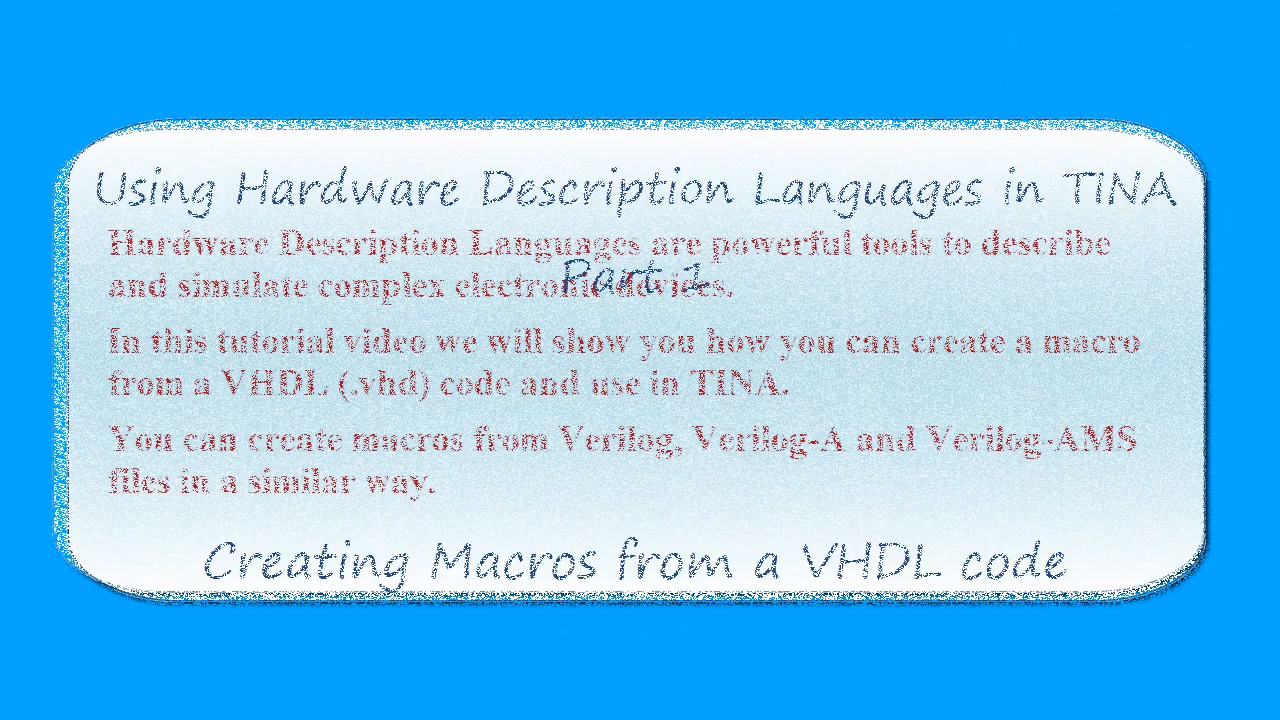 Using Hardware Description Languages in TINA
Hardware Description Languages are powerful tools to describe
Part 1
and simulate complex electronic devices.
In this tutorial video we will show you how you can create a macro
from a VHDL (.vhd) code and use in TINA.
You can create macros from Verilog, Verilog-A and Verilog-AMS
files in a similar way.
Creating Macros from a VHDL code